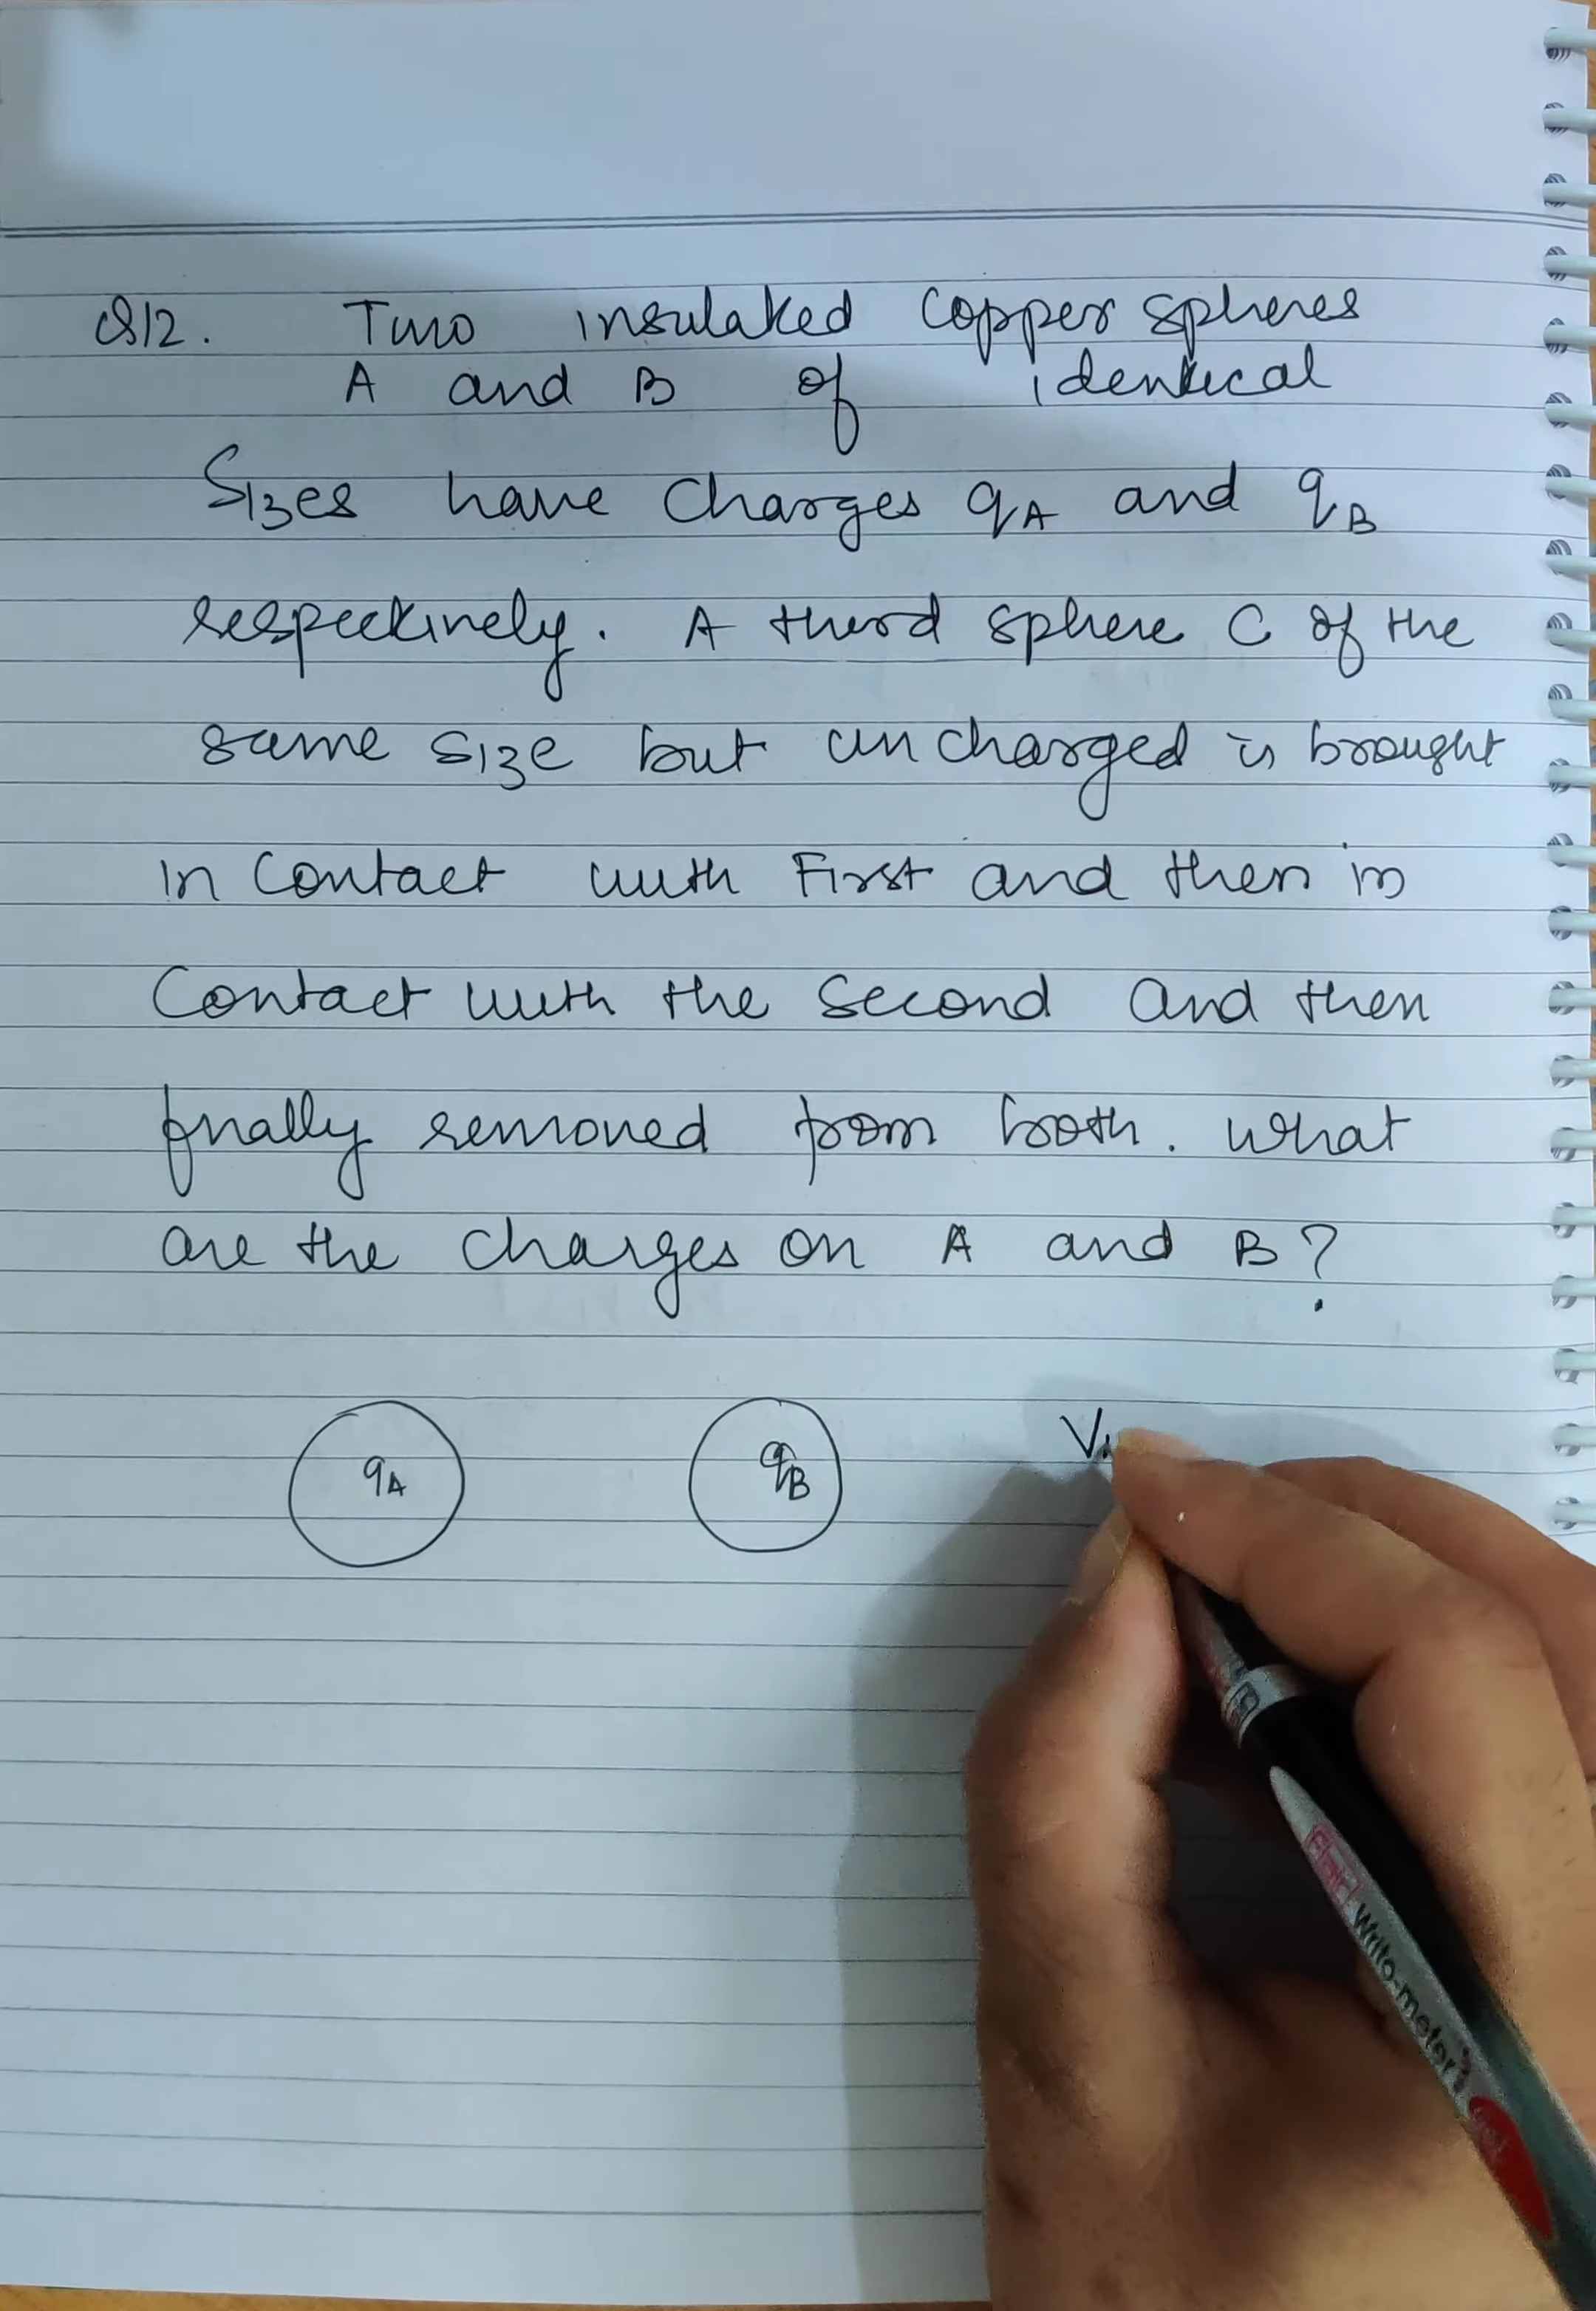 Q12. Two insulated copper spheres
A and B of identical
Sizes have charges qA and qB
respectively. A third sphere C of the
same size but uncharged is brought
in contact with First and then in
Contact with the second and then
finally removed from both. What
are the charges on A and B?
qA qB
Writo-meter